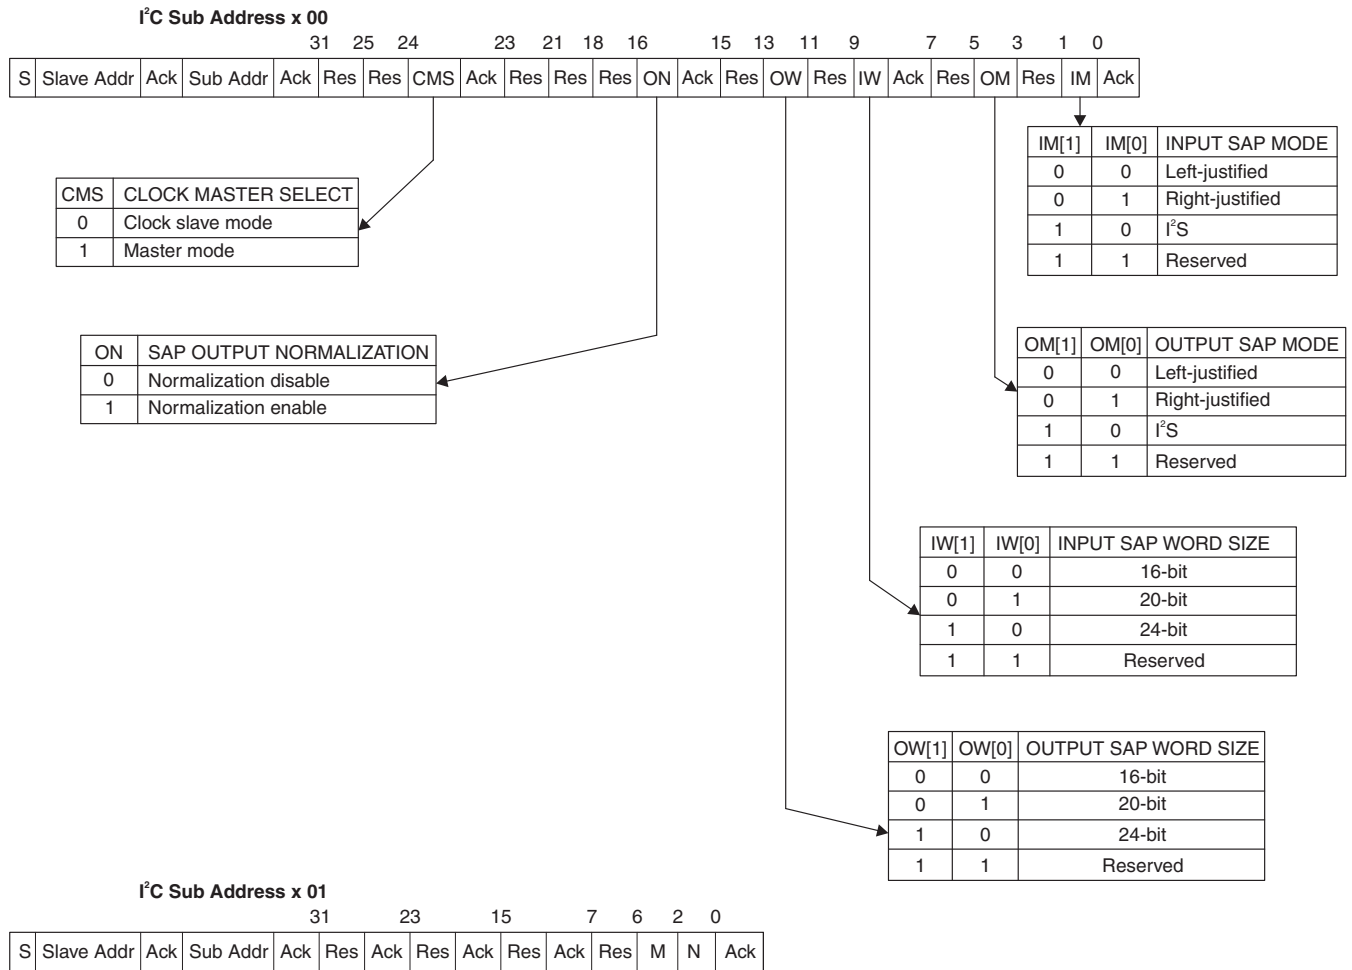 I²C Sub Address x 00
31 25 24 23 21 18 16 15 13 11 9 7 5 3 1 0
S Slave Addr Ack Sub Addr Ack Res Res CMS Ack Res Res Res ON Ack Res OW Res IW Ack Res OM Res IM Ack
IM[1] IM[0] INPUT SAP MODE
0 0 Left-justified
0 1 Right-justified
1 0 I²S
1 1 Reserved
CMS CLOCK MASTER SELECT
0 Clock slave mode
1 Master mode
ON SAP OUTPUT NORMALIZATION
0 Normalization disable
1 Normalization enable
OM[1] OM[0] OUTPUT SAP MODE
0 0 Left-justified
0 1 Right-justified
1 0 I²S
1 1 Reserved
IW[1] IW[0] INPUT SAP WORD SIZE
0 0 16-bit
0 1 20-bit
1 0 24-bit
1 1 Reserved
OW[1] OW[0] OUTPUT SAP WORD SIZE
0 0 16-bit
0 1 20-bit
1 0 24-bit
1 1 Reserved
I²C Sub Address x 01
31 23 15 7 6 2 0
S Slave Addr Ack Sub Addr Ack Res Ack Res Ack Res Ack Res M N Ack